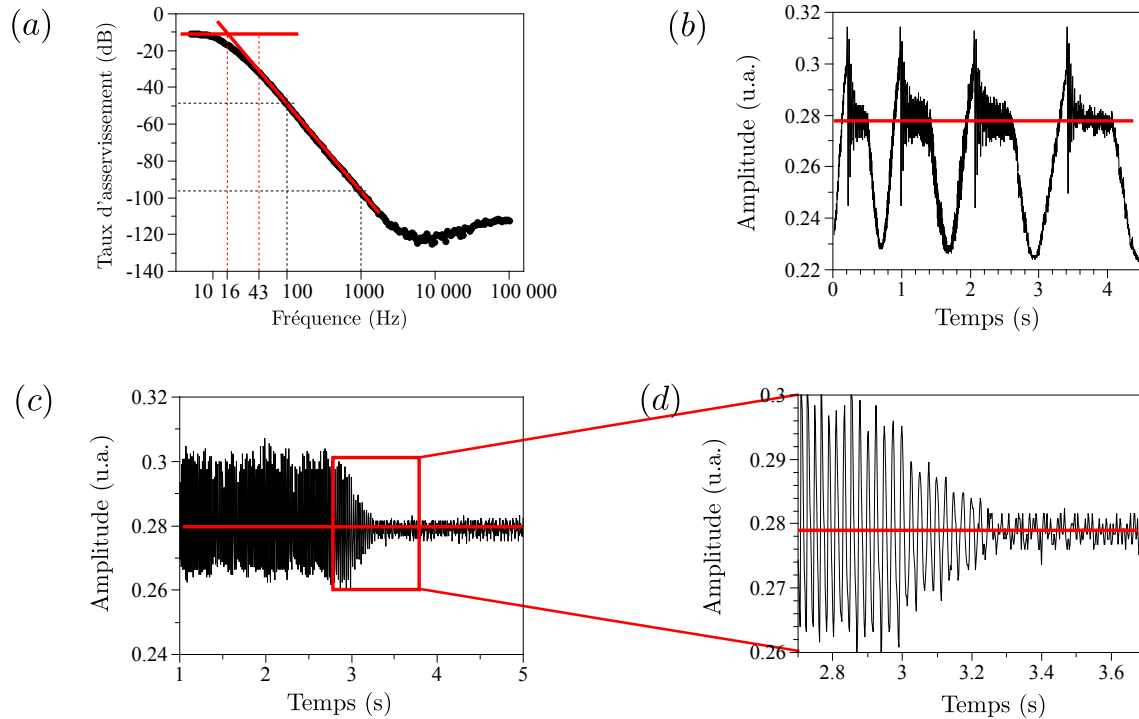 (a)
Taux d'asservissement (dB)
0
-20
-40
-60
-80
-100
-120
-140
10 16 43 100 1000 10 000 100 000
Fréquence (Hz)
(b)
Amplitude (u.a.)
0.32
0.3
0.28
0.26
0.24
0.22
0 1 2 3 4
Temps (s)
(c)
Amplitude (u.a.)
0.32
0.3
0.28
0.26
0.24
1 2 3 4 5
Temps (s)
(d)
Amplitude (u.a.)
0.3
0.29
0.28
0.27
0.26
2.8 3 3.2 3.4 3.6
Temps (s)